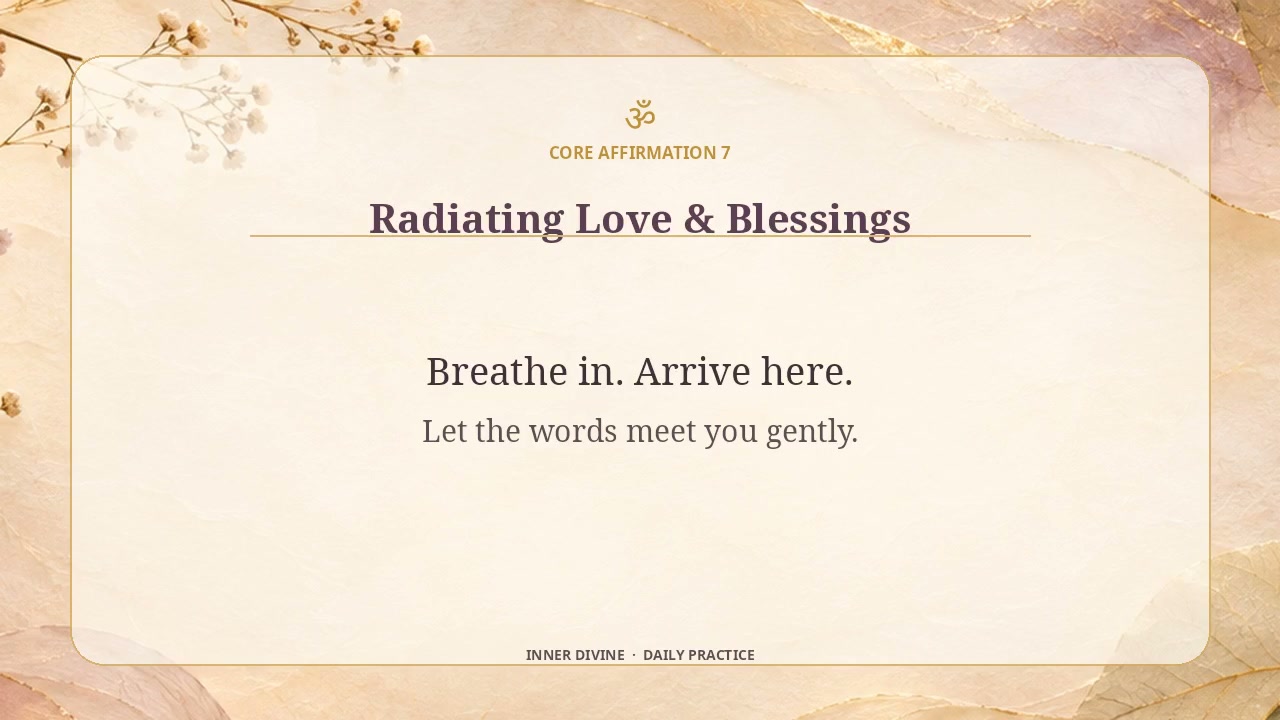 ॐ
CORE AFFIRMATION 7
Radiating Love & Blessings
Breathe in. Arrive here.
Let the words meet you gently.
INNER DIVINE · DAILY PRACTICE